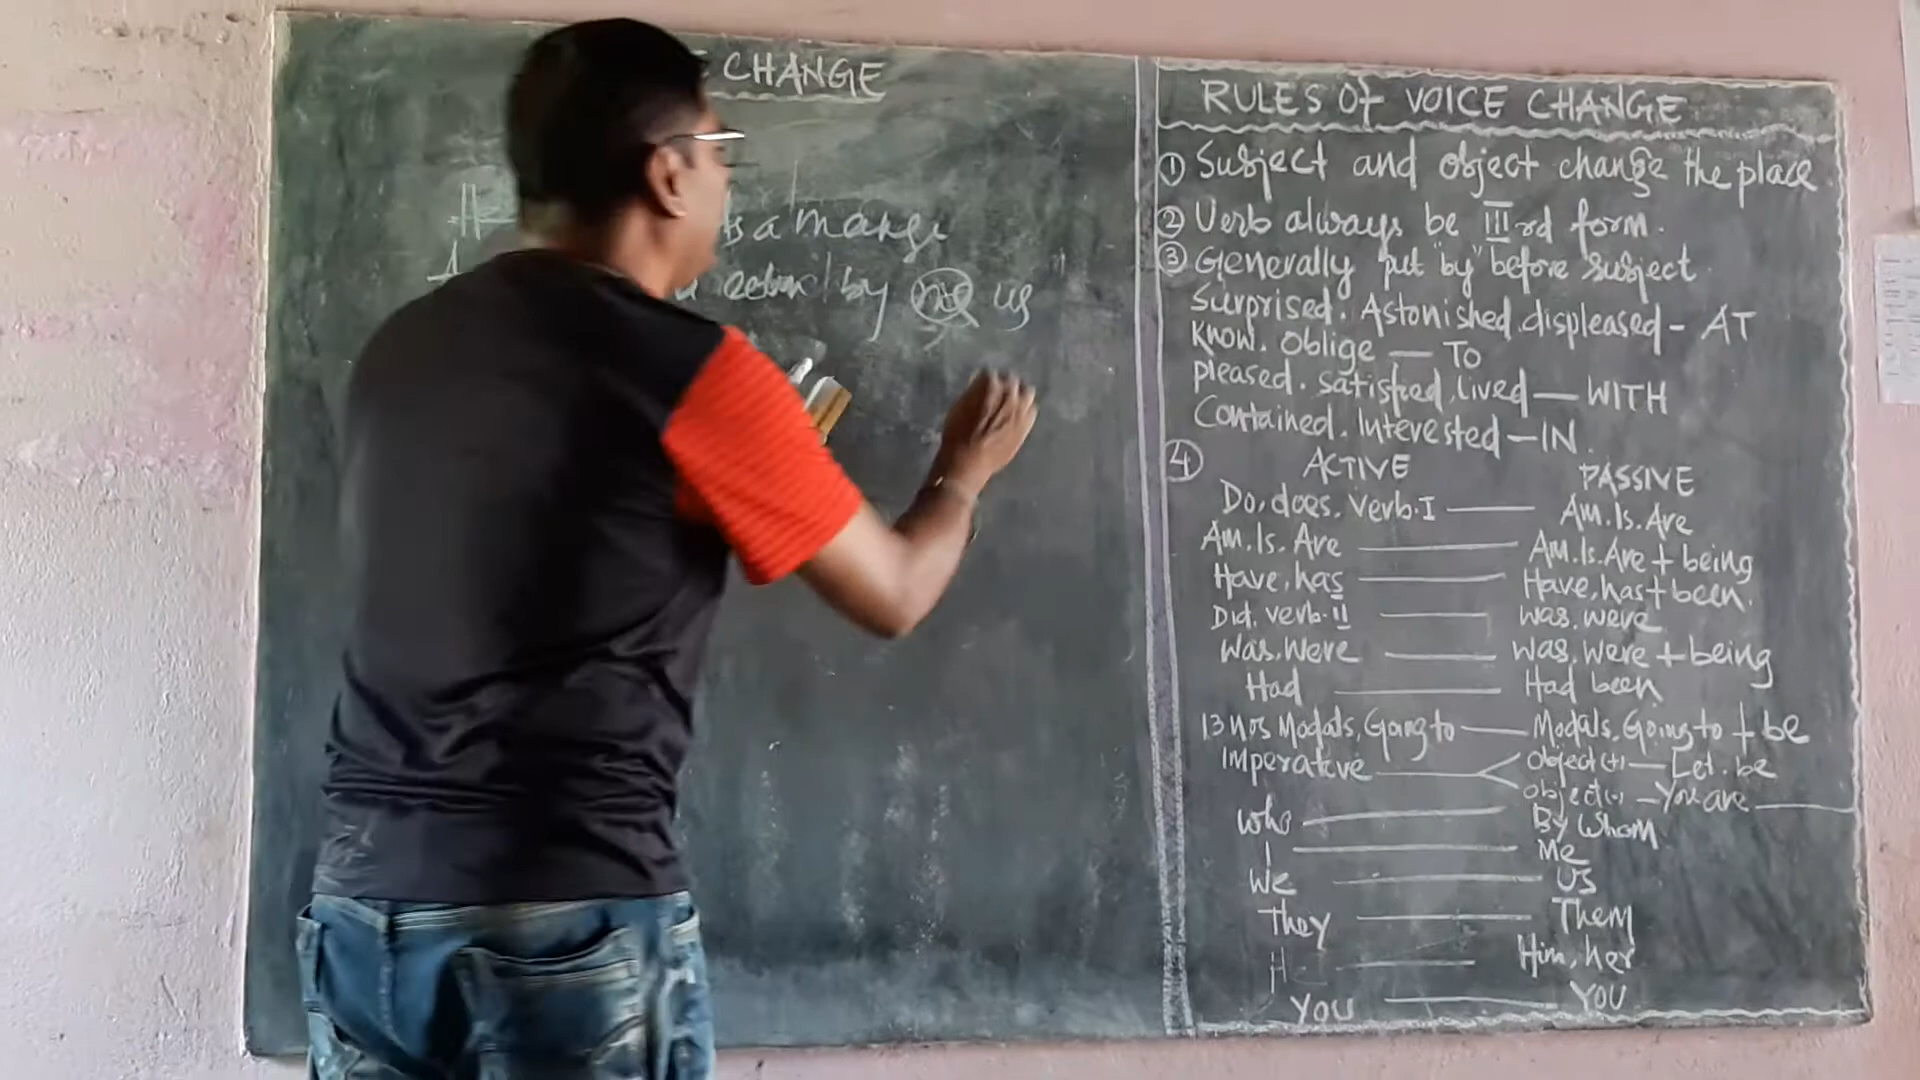 CHANGE
a mango
by us
RULES Of VOICE CHANGE
① Subject and object change the place
② Verb always be IIIrd form.
③ Generally put "by" before subject
Surprised. Astonished. displeased - AT
Know. Oblige — To
pleased. satisfied. lived — WITH
Contained. Interested — IN.
④ ACTIVE PASSIVE
Do, does. Verb.I — Am. Is. Are
Am. Is. Are — Am. Is. Are + being
Have, has — Have, has + been.
Did. verb.II — was. were
Was. Were — was. were + being
Had — Had been
13 Nos Modals, Going to — Modals, Going to + be
Imperative — object(+) — Let. be
object(-) — You are —
Who — By Whom
I — Me
We — Us
They — Them
He — Him, her
You — YOU